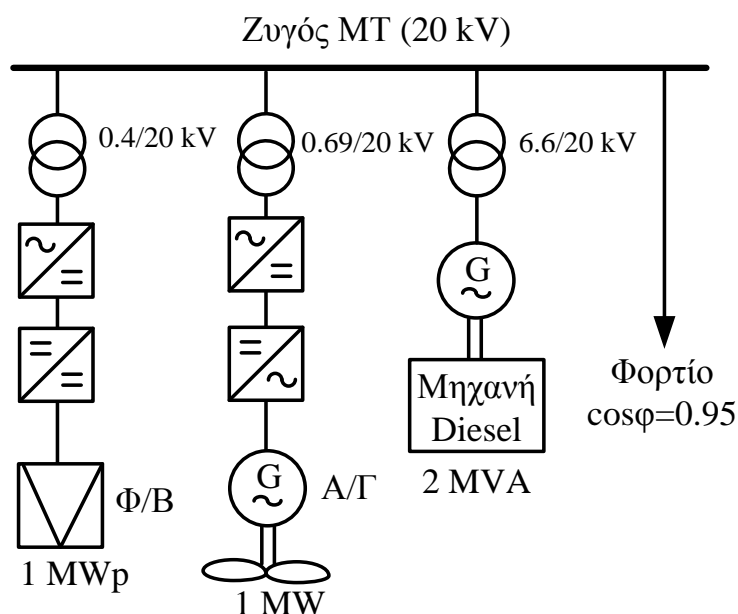 Ζυγός ΜΤ (20 kV)
0.4/20 kV
0.69/20 kV
6.6/20 kV
G
Μηχανή
Diesel
2 MVA
Φορτίο
cosφ=0.95
Φ/Β
1 MWp
G
Α/Γ
1 MW